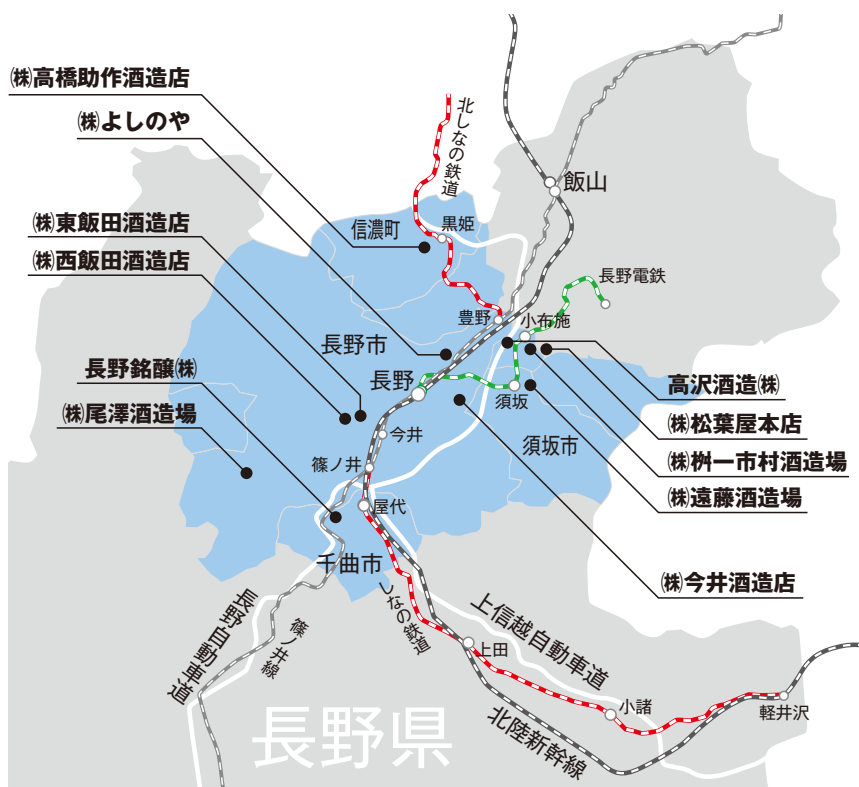 ㈱高橋助作酒造店
㈱よしのや
㈱東飯田酒造店
㈱西飯田酒造店
長野銘醸㈱
㈱尾澤酒造場
北しなの鉄道
信濃町
黒姫
飯山
長野電鉄
豊野
小布施
長野市
長野
須坂
今井
須坂市
篠ノ井
屋代
千曲市
高沢酒造㈱
㈱松葉屋本店
㈱桝一市村酒造場
㈱遠藤酒造場
㈱今井酒造店
しなの鉄道
長野自動車道
篠ノ井線
上信越自動車道
上田
小諸
軽井沢
北陸新幹線
長野県